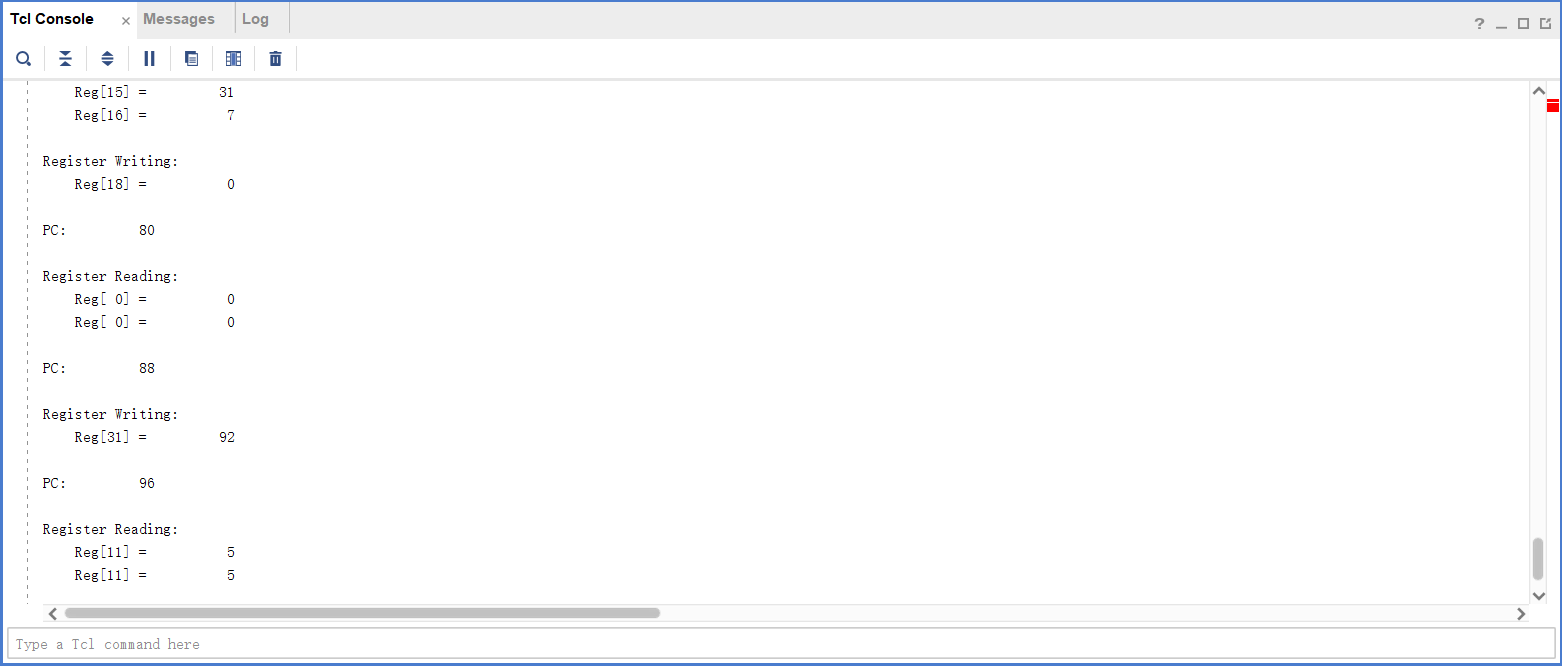 Tcl Console × Messages Log
?
Reg[15] = 31
Reg[16] = 7
Register Writing:
Reg[18] = 0
PC: 80
Register Reading:
Reg[ 0] = 0
Reg[ 0] = 0
PC: 88
Register Writing:
Reg[31] = 92
PC: 96
Register Reading:
Reg[11] = 5
Reg[11] = 5
Type a Tcl command here